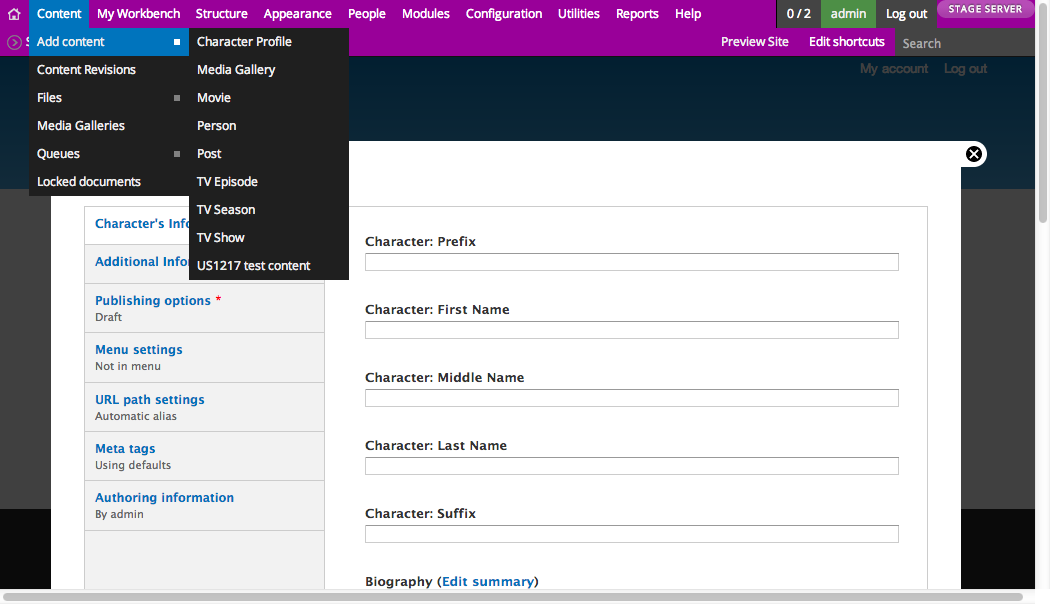 Content My Workbench Structure Appearance People Modules Configuration Utilities Reports Help 0 / 2 admin Log out STAGE SERVER
Add content
Character Profile
Preview Site Edit shortcuts Search
Content Revisions
Media Gallery
My account Log out
Files
Movie
Media Galleries
Person
Queues
Post
Locked documents
TV Episode
TV Season
TV Show
US1217 test content
Character's Info
Additional Infor
Publishing options *
Draft
Menu settings
Not in menu
URL path settings
Automatic alias
Meta tags
Using defaults
Authoring information
By admin
Character: Prefix
Character: First Name
Character: Middle Name
Character: Last Name
Character: Suffix
Biography (Edit summary)